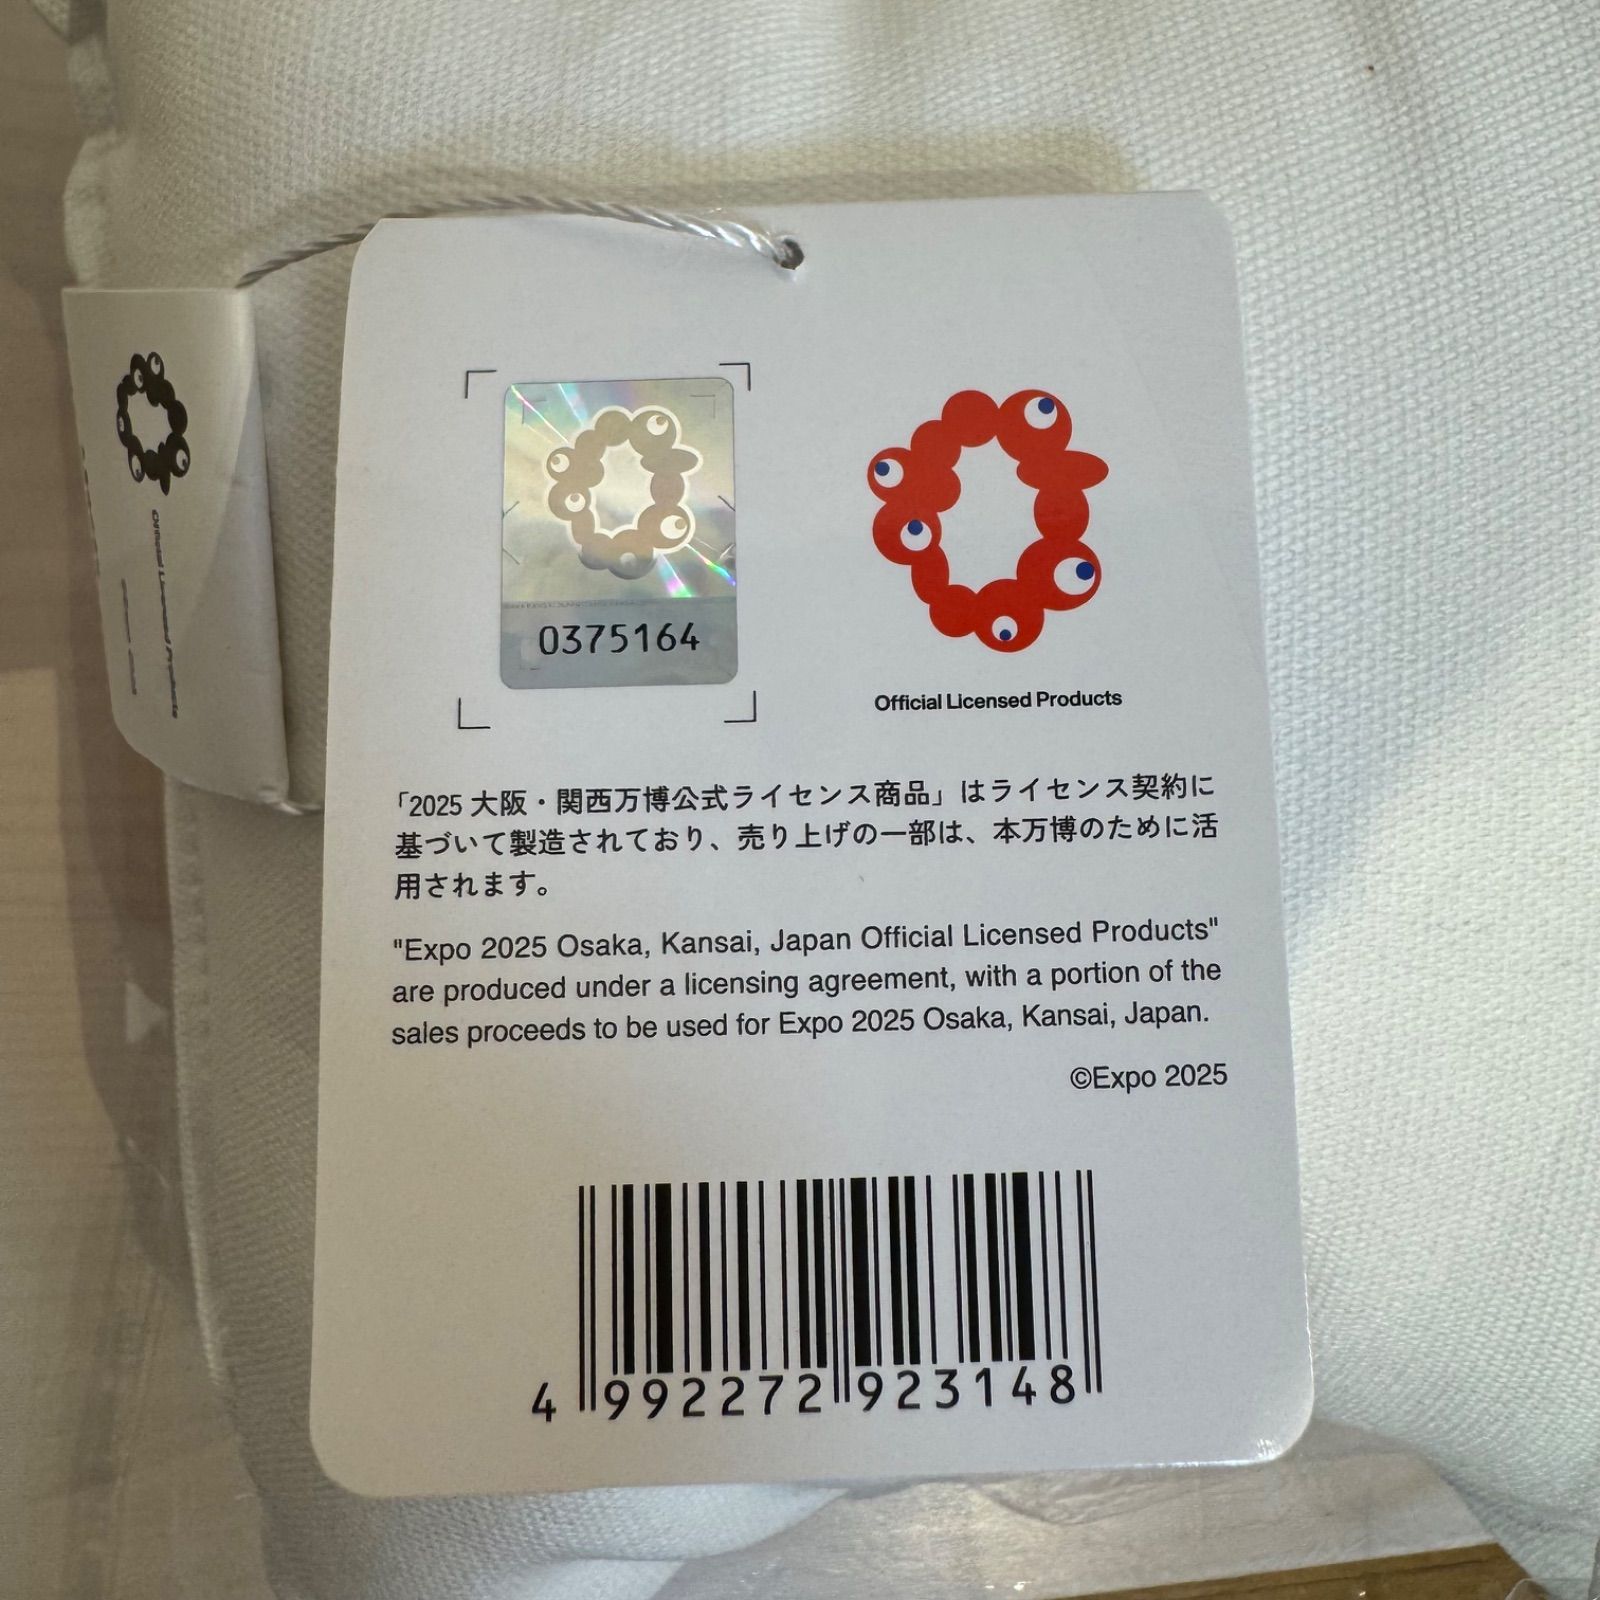 0375164
Official Licensed Products
「2025 大阪・関西万博公式ライセンス商品」はライセンス契約に
基づいて製造されており、売り上げの一部は、本万博のために活
用されます。
"Expo 2025 Osaka, Kansai, Japan Official Licensed Products"
are produced under a licensing agreement, with a portion of the
sales proceeds to be used for Expo 2025 Osaka, Kansai, Japan.
©Expo 2025
4 992272 923148
Official Licensed Products